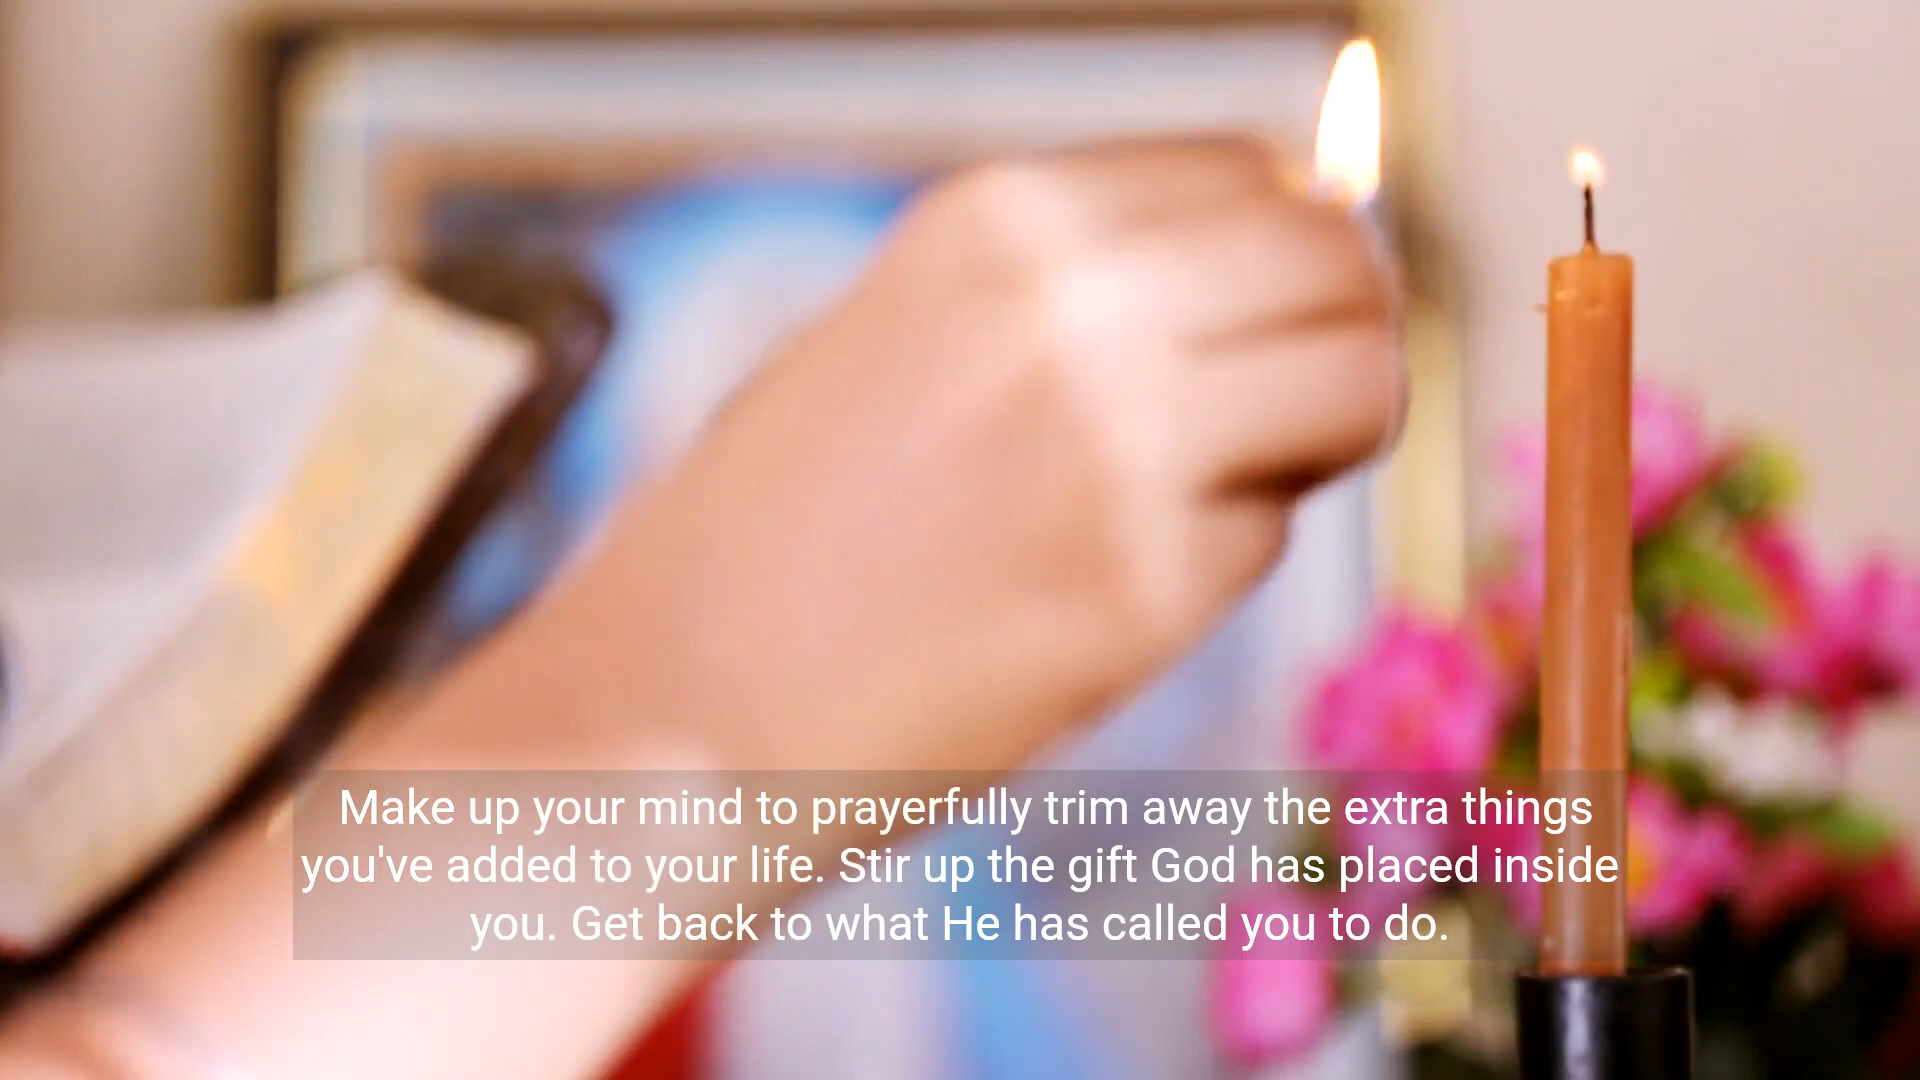 Make up your mind to prayerfully trim away the extra things
you've added to your life. Stir up the gift God has placed inside
you. Get back to what He has called you to do.